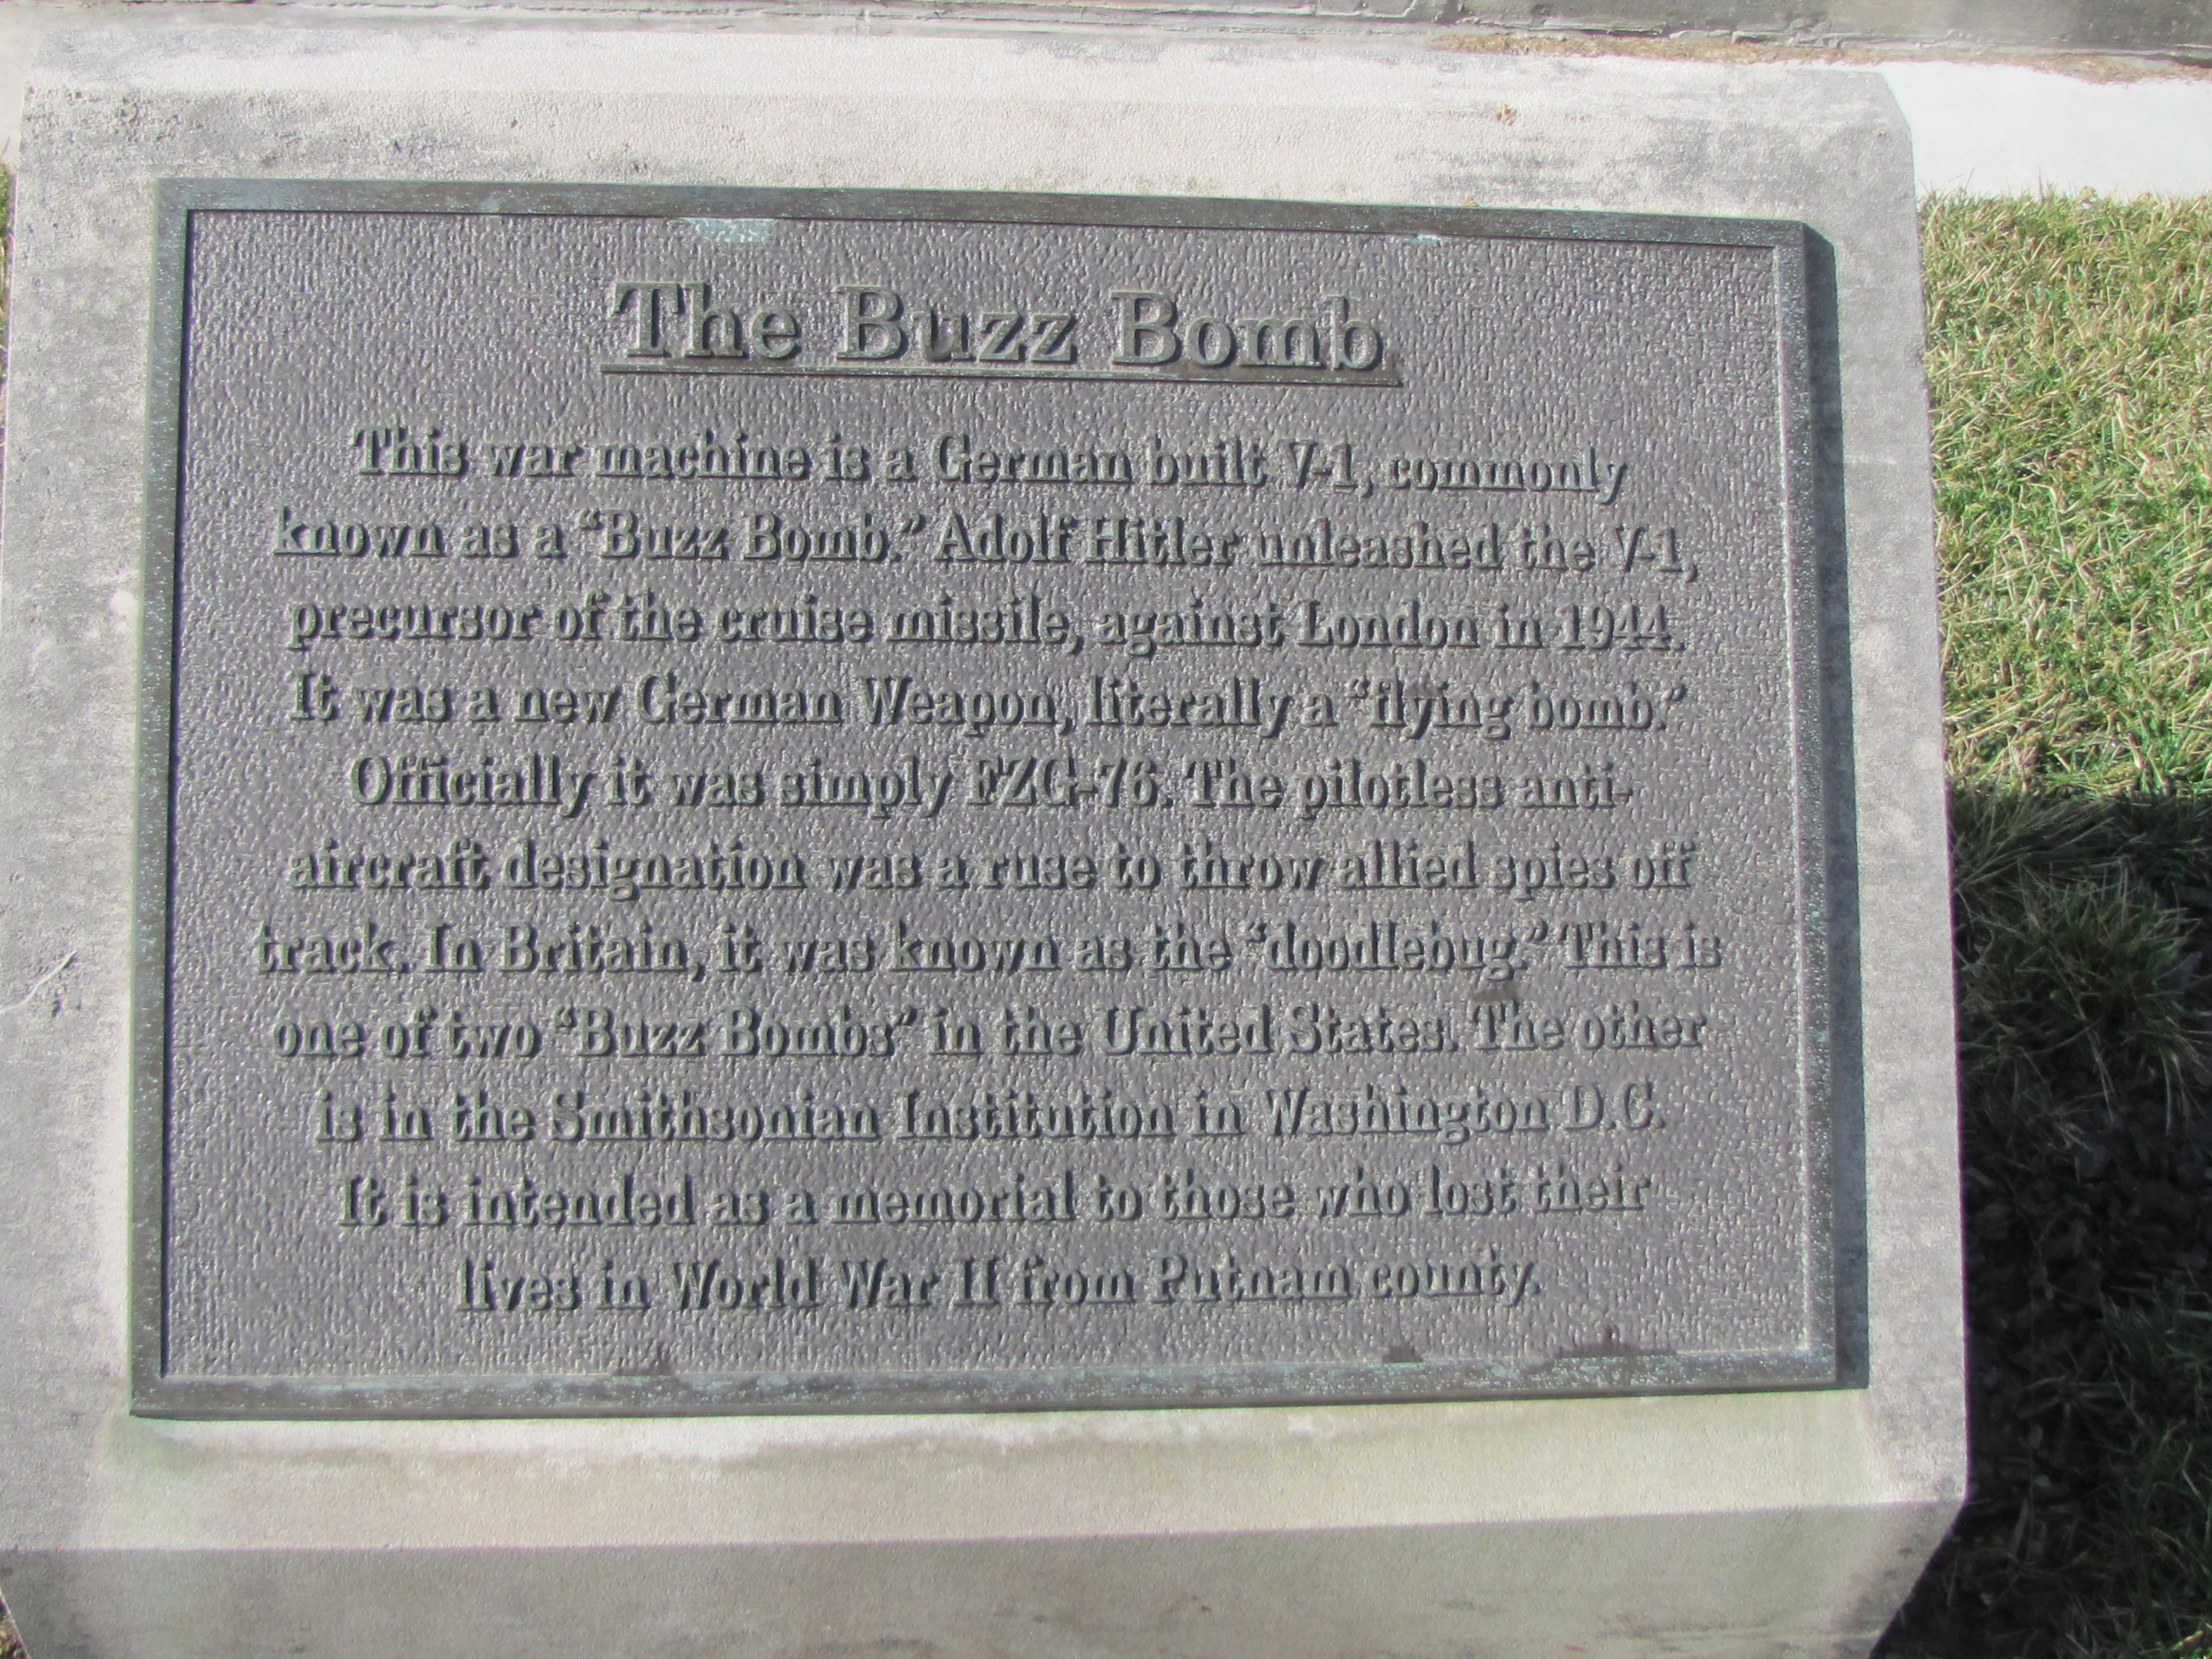 The Buzz Bomb
This war machine is a German built V-1, commonly
known as a “Buzz Bomb.” Adolf Hitler unleashed the V-1,
precursor of the cruise missile, against London in 1944.
It was a new German Weapon, literally a “flying bomb.”
Officially it was simply FZG-76. The pilotless anti-
aircraft designation was a ruse to throw allied spies off
track. In Britain, it was known as the “doodlebug.” This is
one of two “Buzz Bombs” in the United States. The other
is in the Smithsonian Institution in Washington D.C.
It is intended as a memorial to those who lost their
lives in World War II from Putnam county.